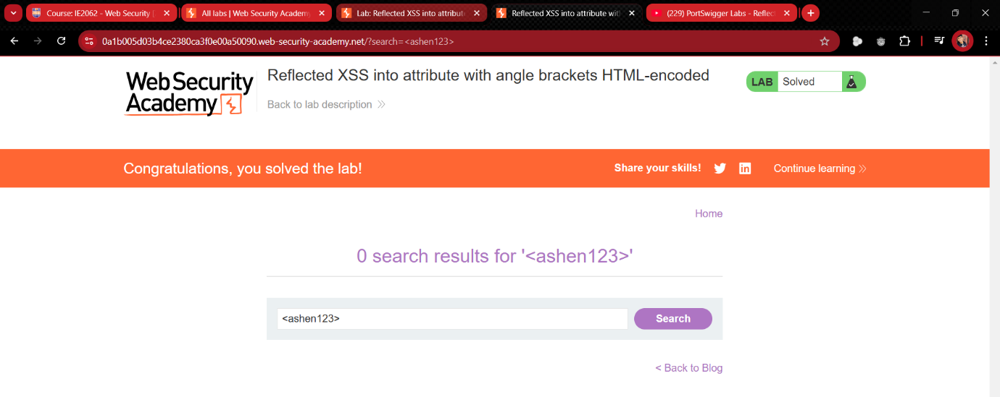 Course: IE2062 - Web Security
All labs | Web Security Academy
Lab: Reflected XSS into attribut
Reflected XSS into attribute wit
(229) PortSwigger Labs - Reflec
0a1b005d03b4ce2380ca3f0e00a50090.web-security-academy.net/?search=<ashen123>
Web Security
Academy
Reflected XSS into attribute with angle brackets HTML-encoded
Back to lab description
LAB Solved
Congratulations, you solved the lab!
Share your skills!
Continue learning
Home
0 search results for '<ashen123>'
<ashen123>
Search
< Back to Blog